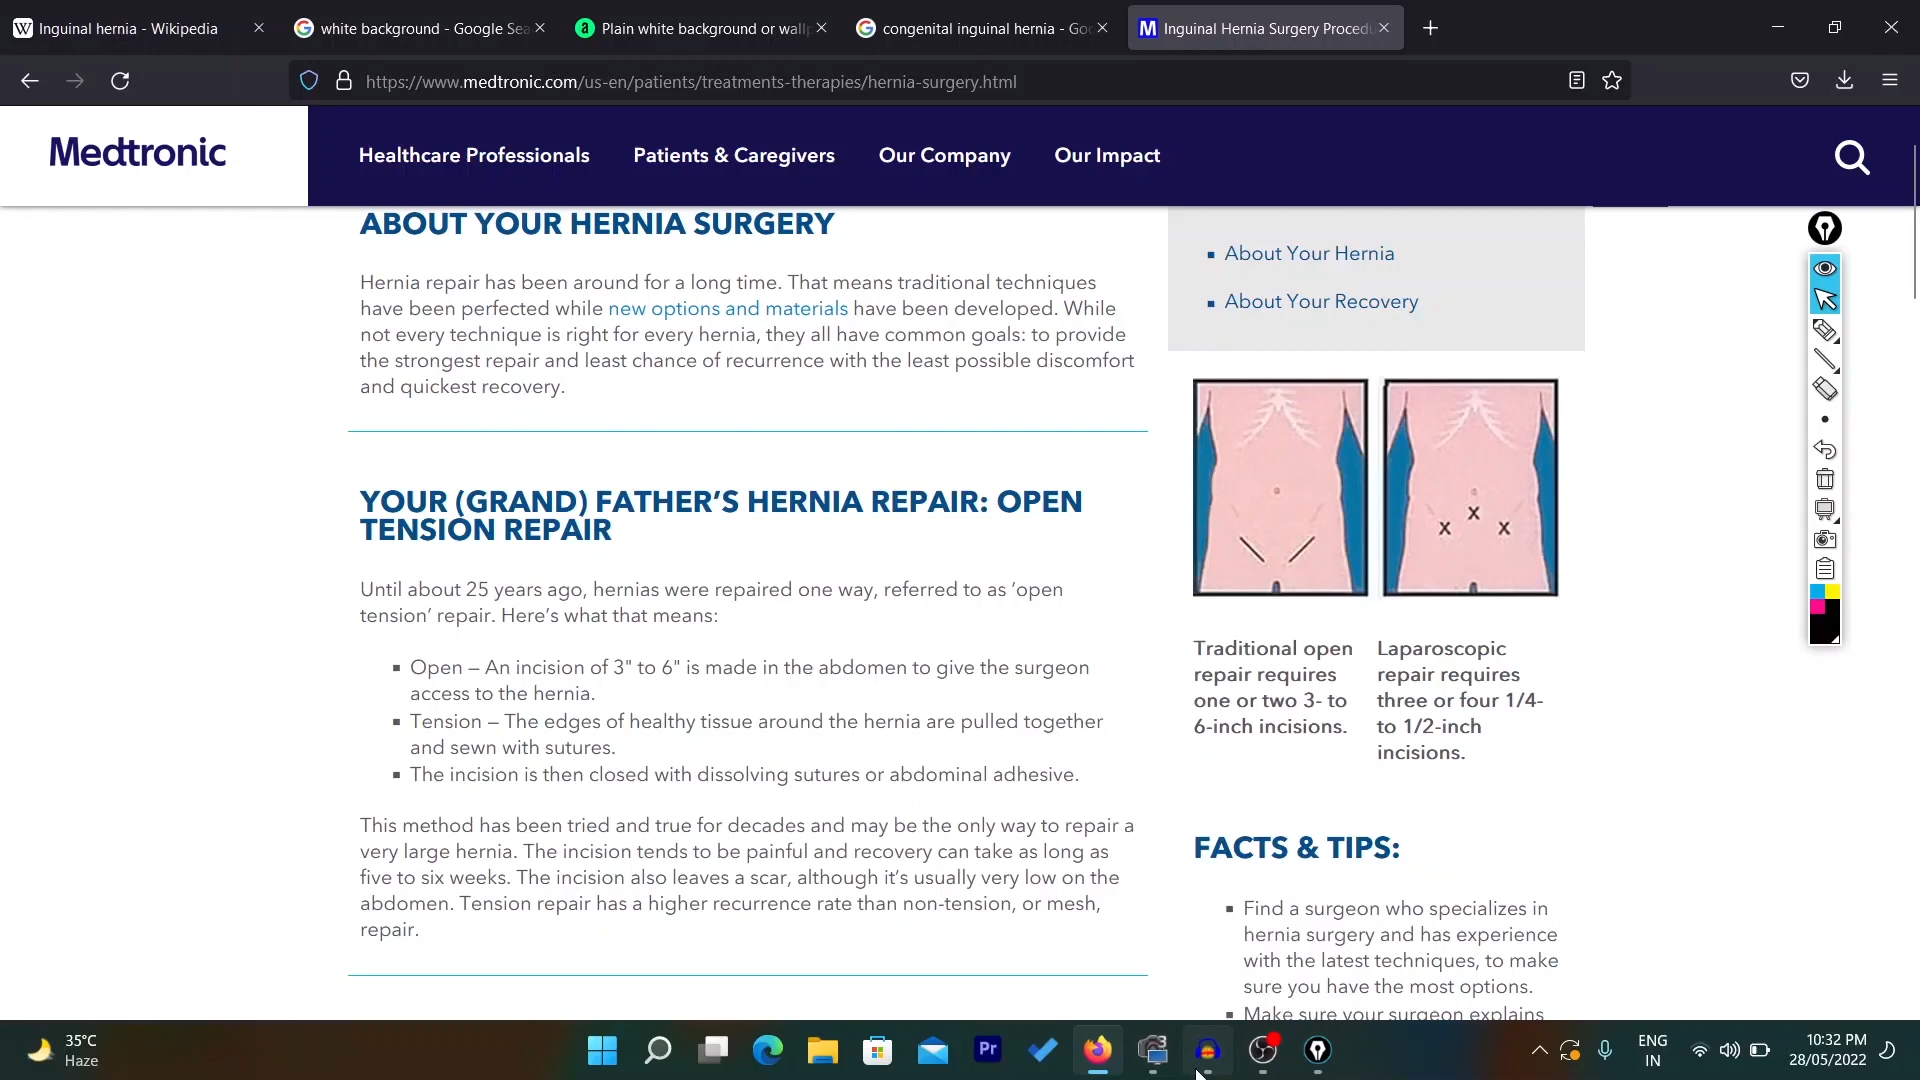 Inguinal hernia - Wikipedia
white background - Google Sea
Plain white background or wallp
congenital inguinal hernia - Goo
Inguinal Hernia Surgery Procedu
https://www.medtronic.com/us-en/patients/treatments-therapies/hernia-surgery.html
Medtronic
Healthcare Professionals
Patients & Caregivers
Our Company
Our Impact
ABOUT YOUR HERNIA SURGERY
Hernia repair has been around for a long time. That means traditional techniques
have been perfected while new options and materials have been developed. While
not every technique is right for every hernia, they all have common goals: to provide
the strongest repair and least chance of recurrence with the least possible discomfort
and quickest recovery.
YOUR (GRAND) FATHER’S HERNIA REPAIR: OPEN
TENSION REPAIR
Until about 25 years ago, hernias were repaired one way, referred to as ‘open
tension’ repair. Here’s what that means:
▪ Open – An incision of 3" to 6" is made in the abdomen to give the surgeon
access to the hernia.
▪ Tension – The edges of healthy tissue around the hernia are pulled together
and sewn with sutures.
▪ The incision is then closed with dissolving sutures or abdominal adhesive.
This method has been tried and true for decades and may be the only way to repair a
very large hernia. The incision tends to be painful and recovery can take as long as
five to six weeks. The incision also leaves a scar, although it’s usually very low on the
abdomen. Tension repair has a higher recurrence rate than non-tension, or mesh,
repair.
▪ About Your Hernia
▪ About Your Recovery
x
x x
Traditional open
repair requires
one or two 3- to
6-inch incisions.
Laparoscopic
repair requires
three or four 1/4-
to 1/2-inch
incisions.
FACTS & TIPS:
▪ Find a surgeon who specializes in
hernia surgery and has experience
with the latest techniques, to make
sure you have the most options.
▪ Make sure your surgeon explains
35°C
Haze
Pr
3
ENG
IN
10:32 PM
28/05/2022